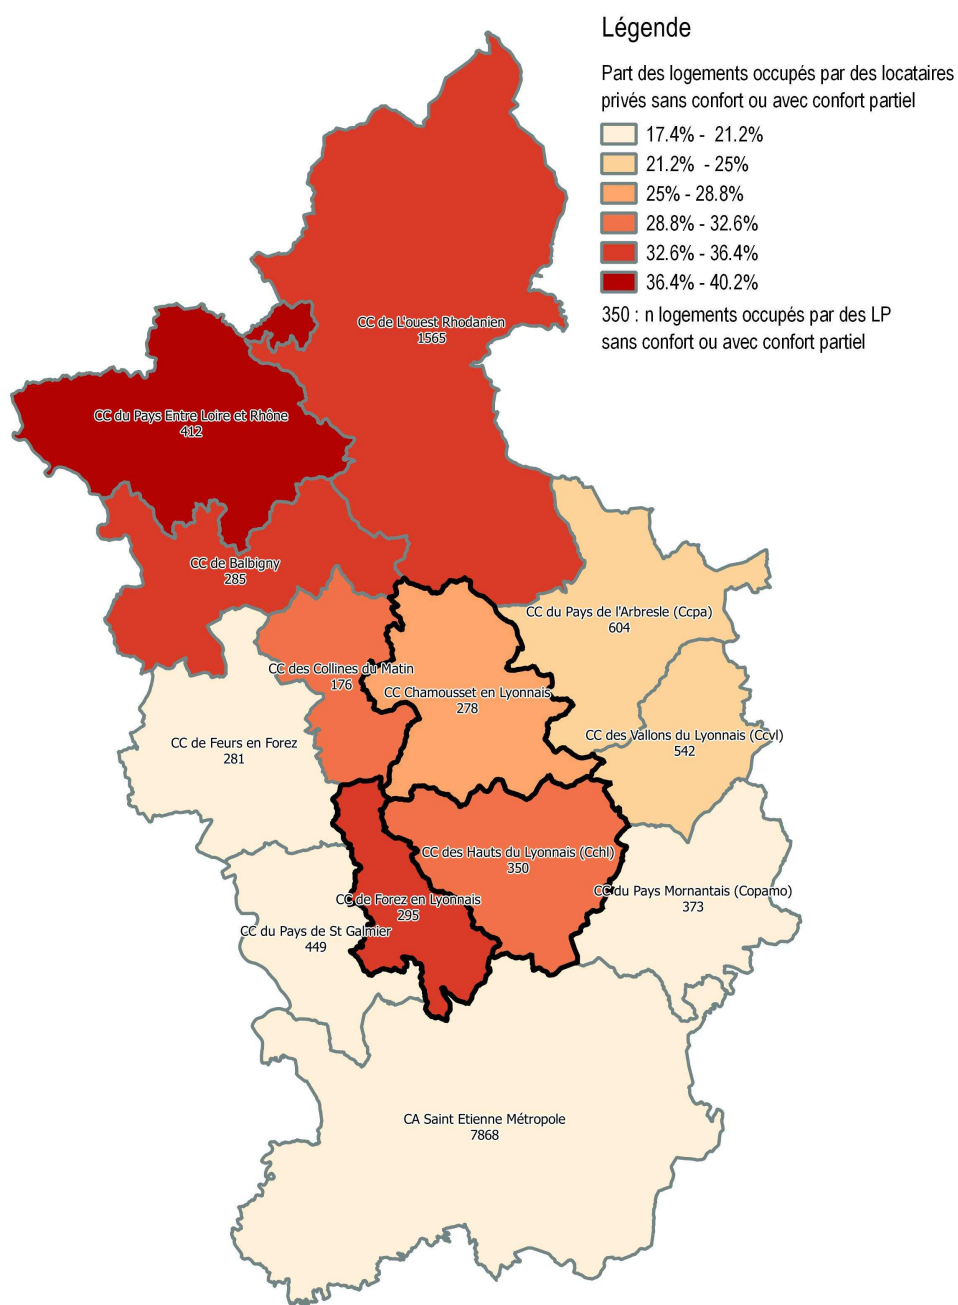 Légende
Part des logements occupés par des locataires
privés sans confort ou avec confort partiel
17.4% - 21.2%
21.2% - 25%
25% - 28.8%
28.8% - 32.6%
32.6% - 36.4%
36.4% - 40.2%
350 : n logements occupés par des LP
sans confort ou avec confort partiel
CC de L'ouest Rhodanien
1565
CC du Pays Entre Loire et Rhône
412
CC de Balbigny
285
CC du Pays de l'Arbresle (Ccpa)
604
CC des Collines du Matin
176
CC Chamousset en Lyonnais
278
CC de Feurs en Forez
281
CC des Vallons du Lyonnais (Ccvl)
542
CC des Hauts du Lyonnais (Cchl)
350
CC du Pays Mornantais (Copamo)
373
CC de Forez en Lyonnais
295
CC du Pays de St Galmier
449
CA Saint Etienne Métropole
7868